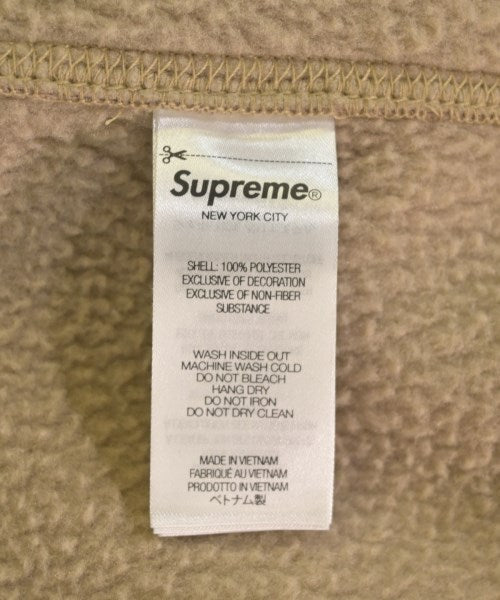 Supreme®
NEW YORK CITY
SHELL: 100% POLYESTER
EXCLUSIVE OF DECORATION
EXCLUSIVE OF NON-FIBER
SUBSTANCE
WASH INSIDE OUT
MACHINE WASH COLD
DO NOT BLEACH
HANG DRY
DO NOT IRON
DO NOT DRY CLEAN
MADE IN VIETNAM
FABRIQUÉ AU VIETNAM
PRODOTTO IN VIETNAM
ベトナム製